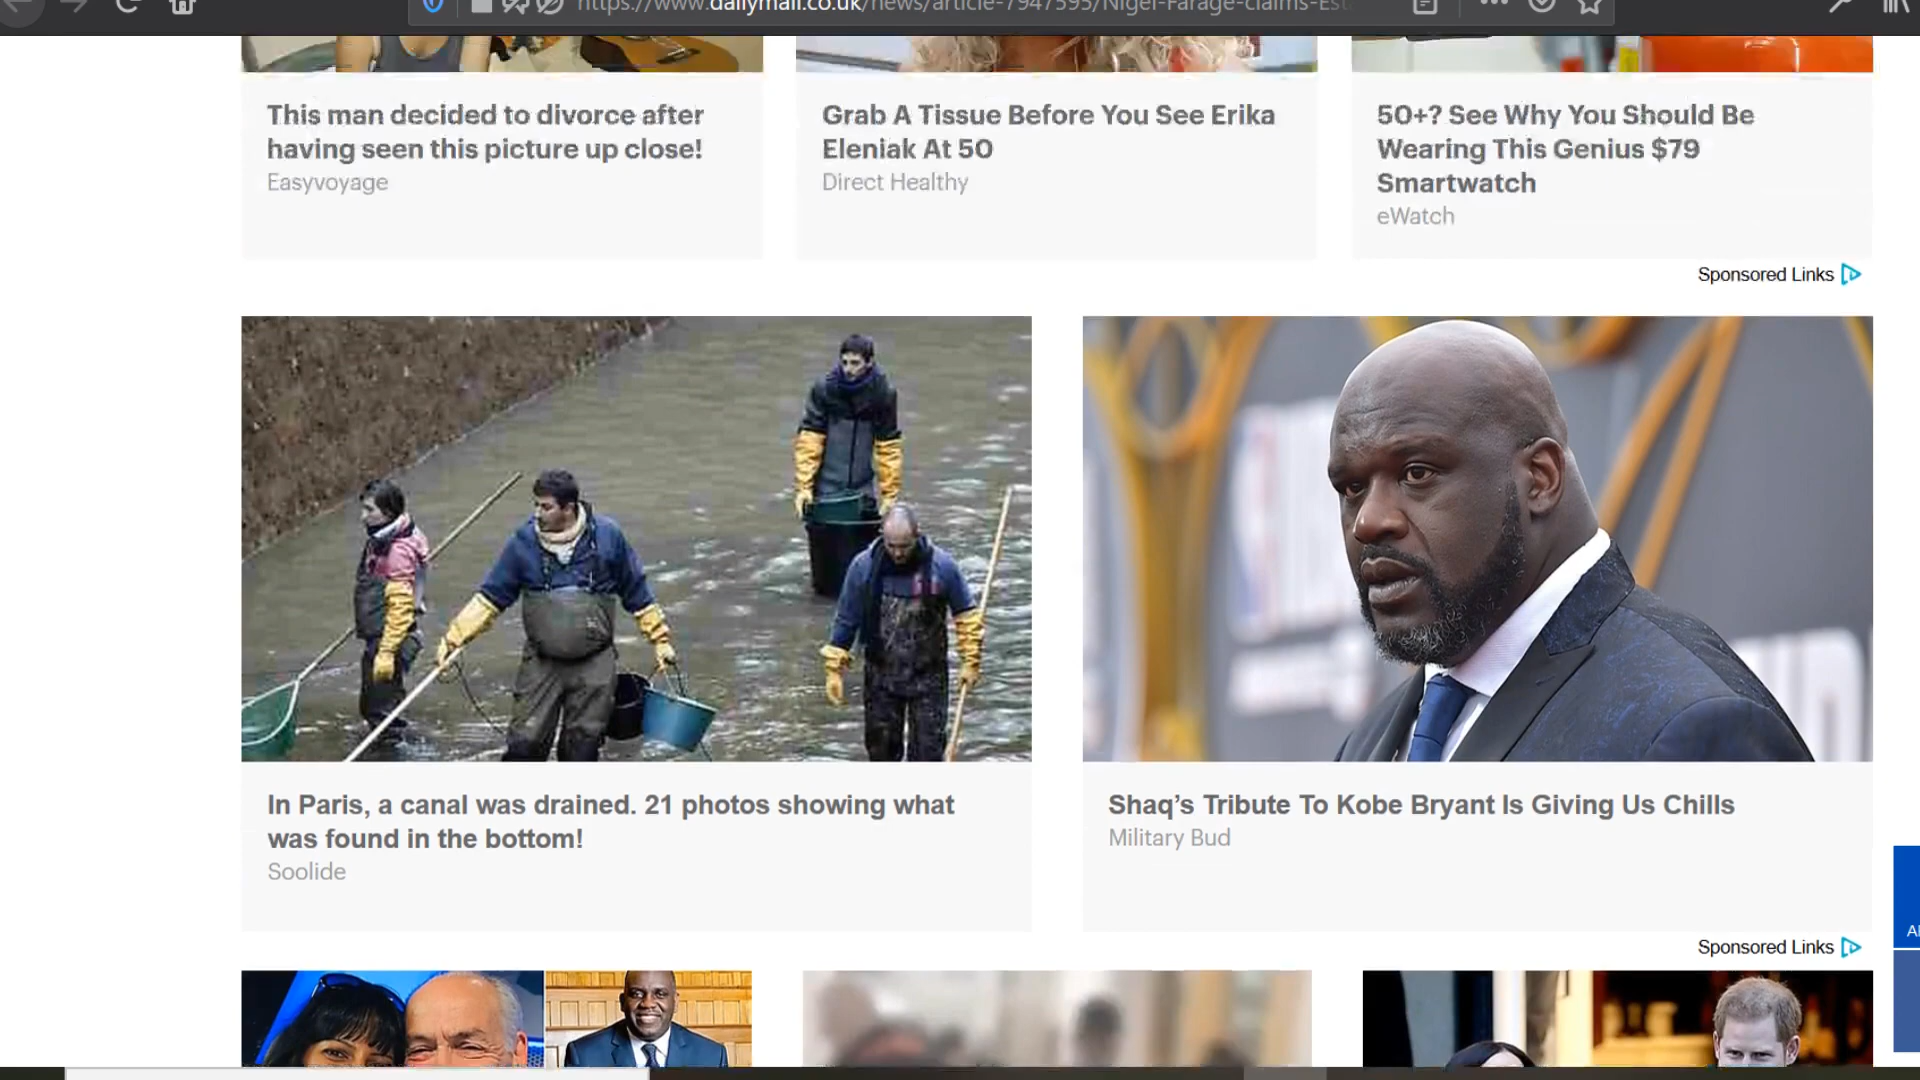 https://www.dailymail.co.uk/news/article-7947595/Nigel-Farage-claims-Est
This man decided to divorce after
having seen this picture up close!
Easyvoyage
Grab A Tissue Before You See Erika
Eleniak At 50
Direct Healthy
50+? See Why You Should Be
Wearing This Genius $79
Smartwatch
eWatch
Sponsored Links
In Paris, a canal was drained. 21 photos showing what
was found in the bottom!
Soolide
Shaq’s Tribute To Kobe Bryant Is Giving Us Chills
Military Bud
Sponsored Links